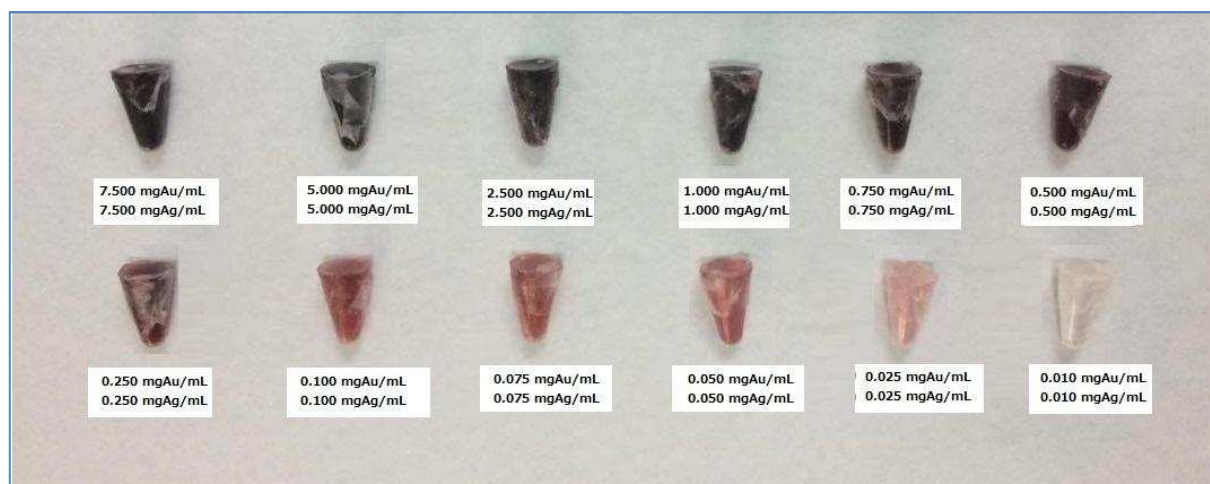 7.500 mgAu/mL
7.500 mgAg/mL
5.000 mgAu/mL
5.000 mgAg/mL
2.500 mgAu/mL
2.500 mgAg/mL
1.000 mgAu/mL
1.000 mgAg/mL
0.750 mgAu/mL
0.750 mgAg/mL
0.500 mgAu/mL
0.500 mgAg/mL
0.250 mgAu/mL
0.250 mgAg/mL
0.100 mgAu/mL
0.100 mgAg/mL
0.075 mgAu/mL
0.075 mgAg/mL
0.050 mgAu/mL
0.050 mgAg/mL
0.025 mgAu/mL
0.025 mgAg/mL
0.010 mgAu/mL
0.010 mgAg/mL